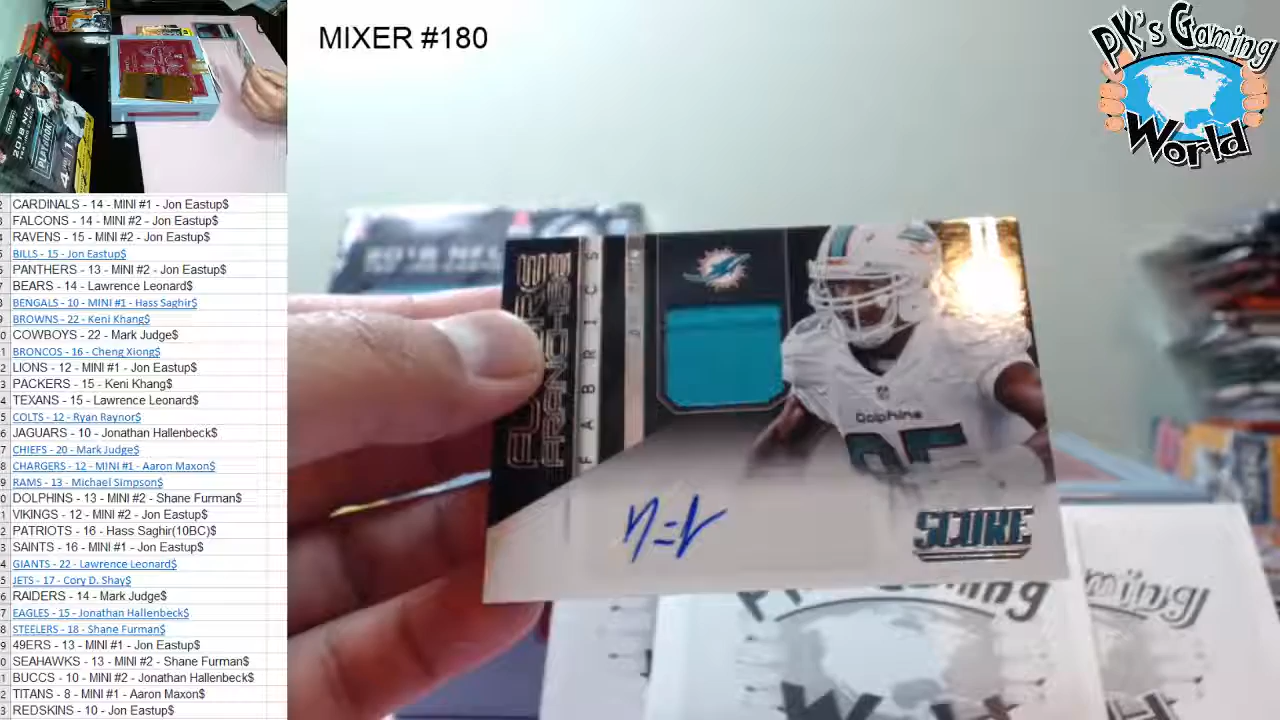 MIXER #180
PK's Gaming
World
CARDINALS - 14 - MINI #1 - Jon Eastup$
FALCONS - 14 - MINI #2 - Jon Eastup$
RAVENS - 15 - MINI #2 - Jon Eastup$
BILLS - 15 - Jon Eastup$
PANTHERS - 13 - MINI #2 - Jon Eastup$
BEARS - 14 - Lawrence Leonard$
BENGALS - 10 - MINI #1 - Hass Saghir$
BROWNS - 22 - Keni Khang$
COWBOYS - 22 - Mark Judge$
BRONCOS - 16 - Cheng Xiong$
LIONS - 12 - MINI #1 - Jon Eastup$
PACKERS - 15 - Keni Khang$
TEXANS - 15 - Lawrence Leonard$
COLTS - 12 - Ryan Raynor$
JAGUARS - 10 - Jonathan Hallenbeck$
CHIEFS - 20 - Mark Judge$
CHARGERS - 12 - MINI #1 - Aaron Maxon$
RAMS - 13 - Michael Simpson$
DOLPHINS - 13 - MINI #2 - Shane Furman$
VIKINGS - 12 - MINI #2 - Jon Eastup$
PATRIOTS - 16 - Hass Saghir(10BC)$
SAINTS - 16 - MINI #1 - Jon Eastup$
GIANTS - 22 - Lawrence Leonard$
JETS - 17 - Cory D. Shay$
RAIDERS - 14 - Mark Judge$
EAGLES - 15 - Jonathan Hallenbeck$
STEELERS - 18 - Shane Furman$
49ERS - 13 - MINI #1 - Jon Eastup$
SEAHAWKS - 13 - MINI #2 - Shane Furman$
BUCCS - 10 - MINI #2 - Jonathan Hallenbeck$
TITANS - 8 - MINI #1 - Aaron Maxon$
REDSKINS - 10 - Jon Eastup$
2018 NFL
FRANCHISE
FABRICS
Dolphins
SCORE
2018 NFL